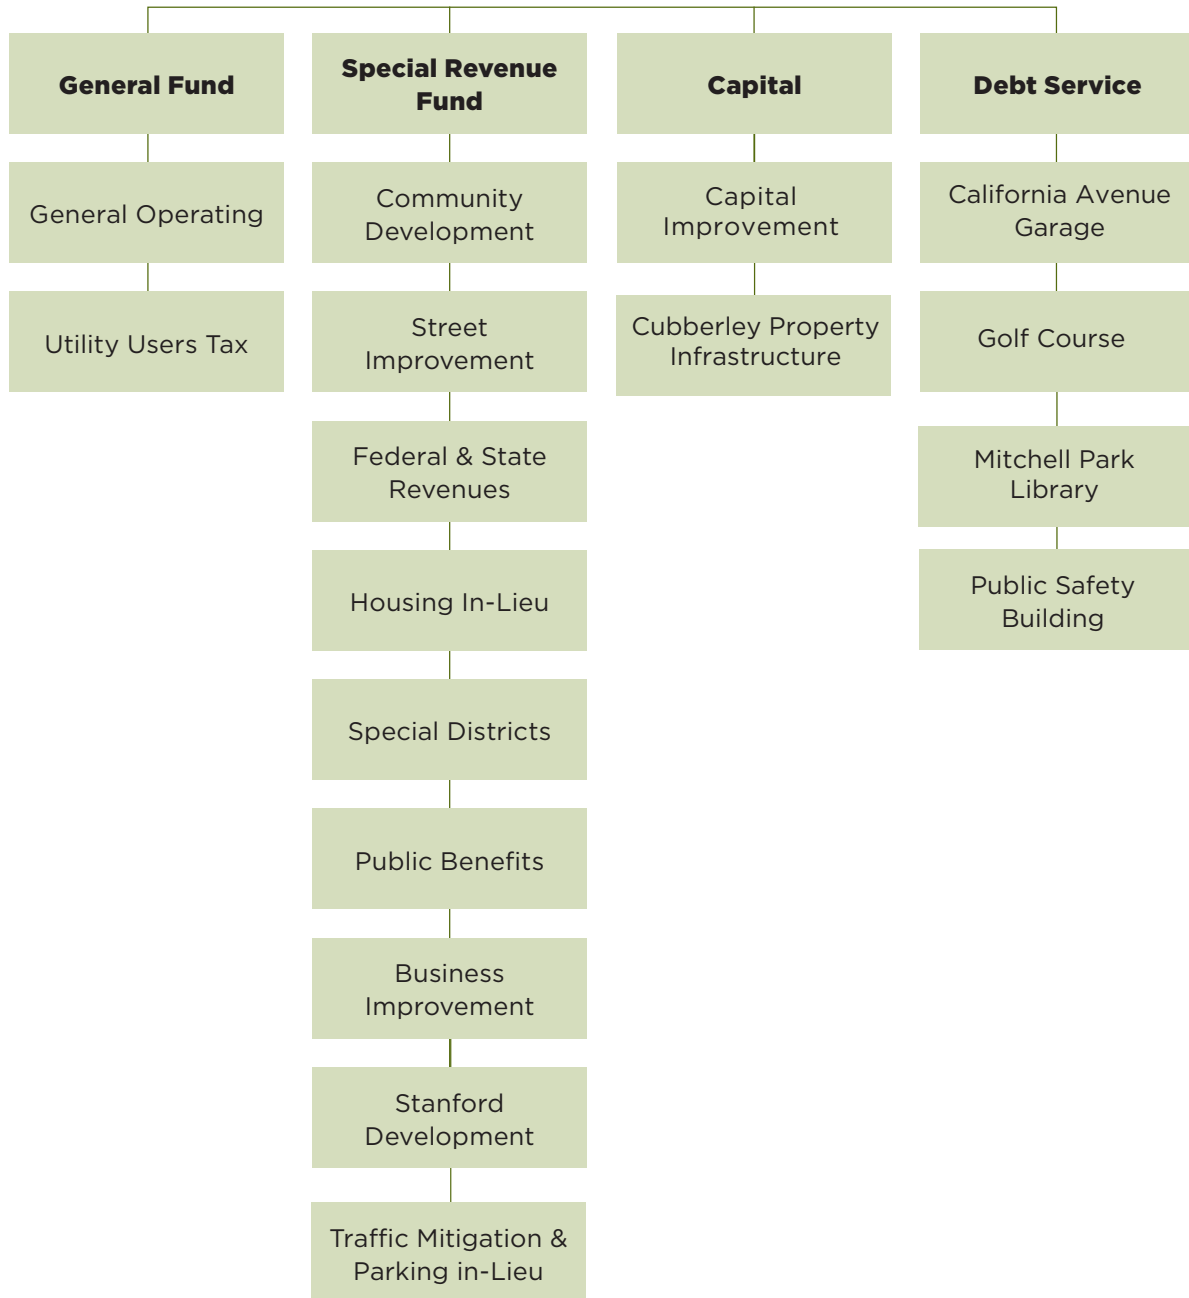 General Fund
General Operating
Utility Users Tax
Special Revenue
Fund
Community
Development
Street
Improvement
Federal & State
Revenues
Housing In-Lieu
Special Districts
Public Benefits
Business
Improvement
Stanford
Development
Traffic Mitigation &
Parking in-Lieu
Capital
Capital
Improvement
Cubberley Property
Infrastructure
Debt Service
California Avenue
Garage
Golf Course
Mitchell Park
Library
Public Safety
Building